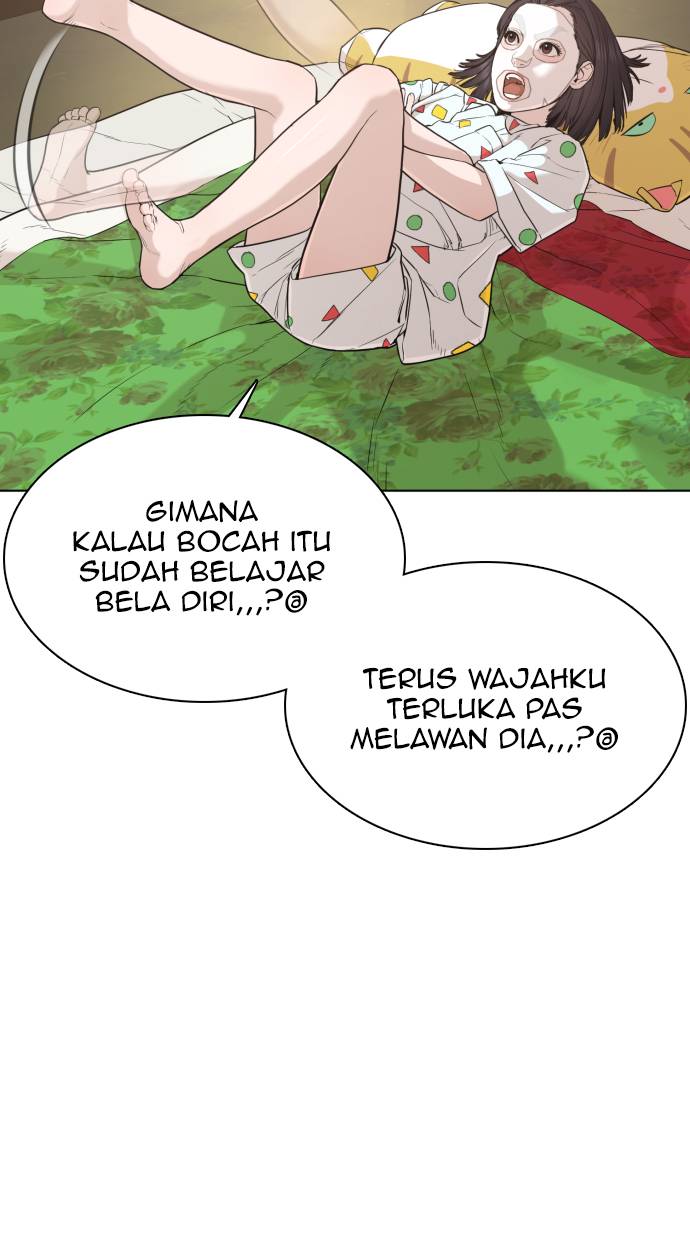 GIMANA
KALAU BOCAH ITU
SUDAH BELAJAR
BELA DIRI,,,?@
TERUS WAJAHKU
TERLUKA PAS
MELAWAN DIA,,,?@